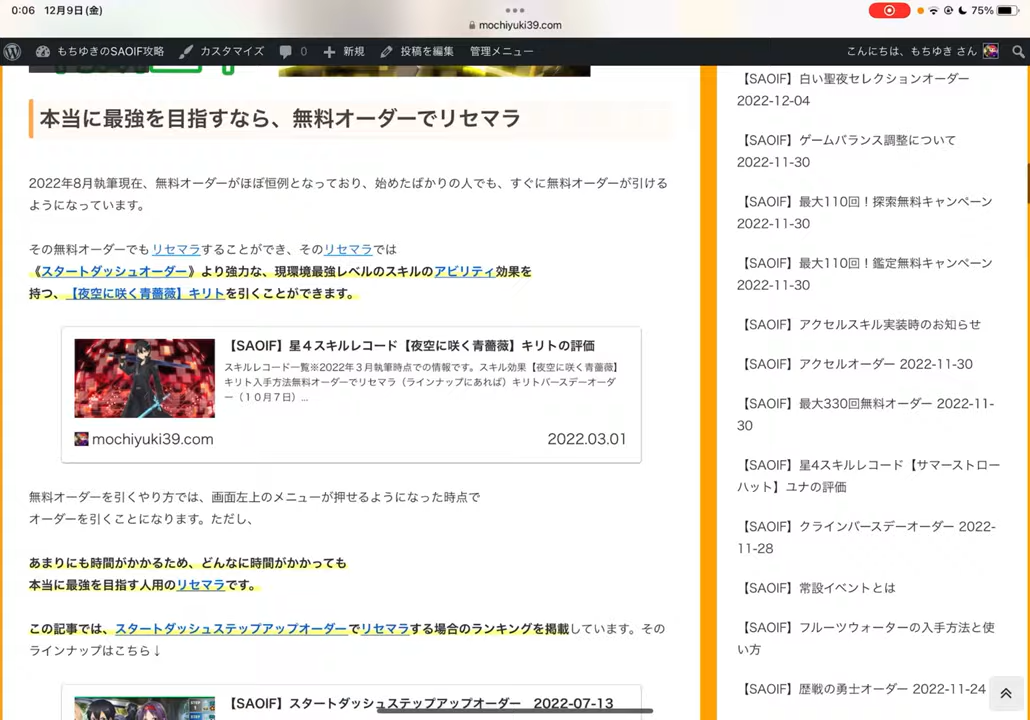 0:06 12月9日(金)
mochiyuki39.com
75%
もちゆきのSAOIF攻略 カスタマイズ 0 新規 投稿を編集 管理メニュー
こんにちは、もちゆき さん
本当に最強を目指すなら、無料オーダーでリセマラ
2022年8月執筆現在、無料オーダーがほぼ恒例となっており、始めたばかりの人でも、すぐに無料オーダーが引ける
ようになっています。
その無料オーダーでもリセマラすることができ、そのリセマラでは
《スタートダッシュオーダー》より強力な、現環境最強レベルのスキルのアビリティ効果を
持つ、【夜空に咲く青薔薇】キリトを引くことができます。
【SAOIF】星４スキルレコード【夜空に咲く青薔薇】キリトの評価
スキルレコード一覧※2022年３月執筆時点での情報です。スキル効果【夜空に咲く青薔薇】
キリト入手方法無料オーダーでリセマラ（ラインナップにあれば）キリトバースデーオーダ
ー（１０月７日）...
mochiyuki39.com
2022.03.01
無料オーダーを引くやり方では、画面左上のメニューが押せるようになった時点で
オーダーを引くことになります。ただし、
あまりにも時間がかかるため、どんなに時間がかかっても
本当に最強を目指す人用のリセマラです。
この記事では、スタートダッシュステップアップオーダーでリセマラする場合のランキングを掲載しています。その
ラインナップはこちら↓
【SAOIF】スタートダッシュステップアップオーダー　2022-07-13
【SAOIF】白い聖夜セレクションオーダー
2022-12-04
【SAOIF】ゲームバランス調整について
2022-11-30
【SAOIF】最大110回！探索無料キャンペーン
2022-11-30
【SAOIF】最大110回！鑑定無料キャンペーン
2022-11-30
【SAOIF】アクセルスキル実装時のお知らせ
【SAOIF】アクセルオーダー 2022-11-30
【SAOIF】最大330回無料オーダー 2022-11-
30
【SAOIF】星4スキルレコード【サマーストロー
ハット】ユナの評価
【SAOIF】クラインバースデーオーダー 2022-
11-28
【SAOIF】常設イベントとは
【SAOIF】フルーツウォーターの入手方法と使
い方
【SAOIF】歴戦の勇士オーダー 2022-11-24